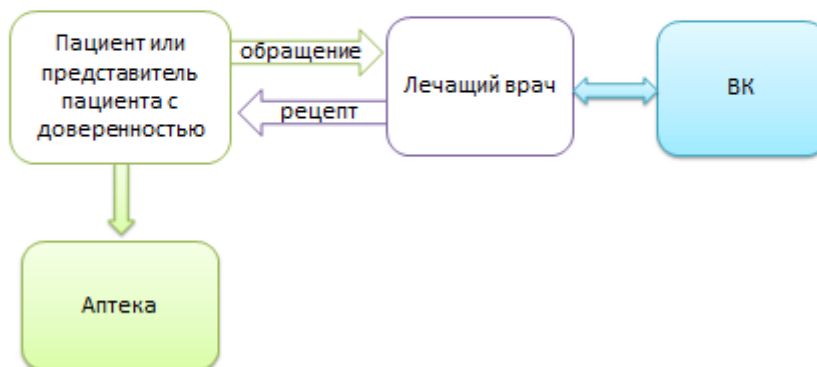 Пациент или
представитель
пациента с
доверенностью
обращение
рецепт
Лечащий врач
ВК
Аптека